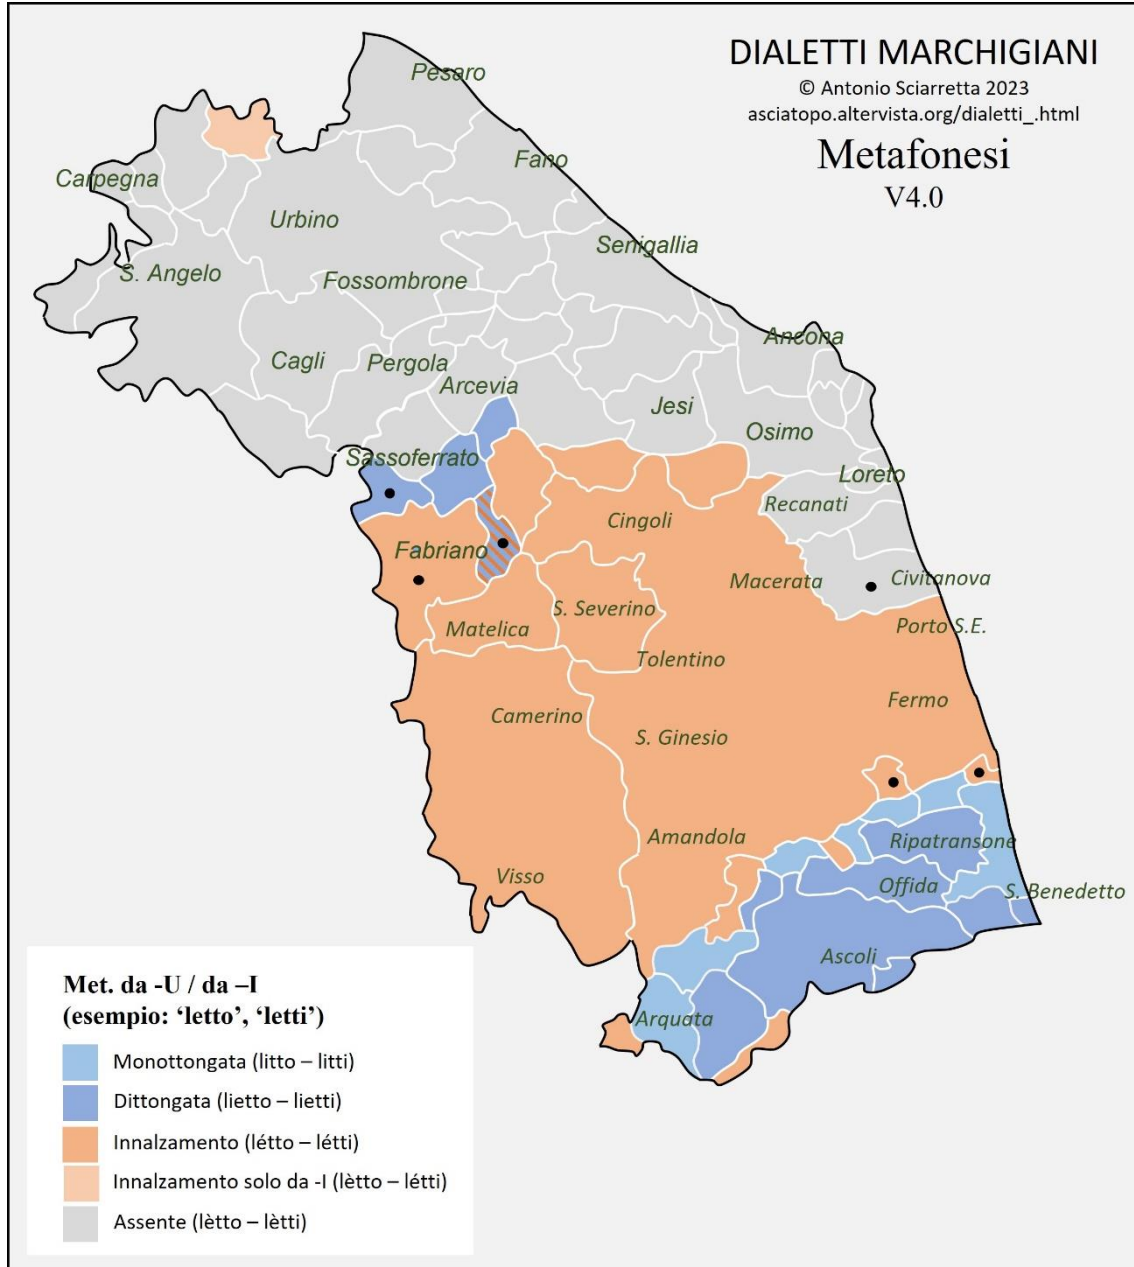 DIALETTI MARCHIGIANI
© Antonio Sciarretta 2023
asciatopo.altervista.org/dialetti_.html
Metafonesi
V4.0
Pesaro
Fano
Carpegna
Urbino
Senigallia
S. Angelo
Fossombrone
Ancona
Cagli
Pergola
Arcevia
Jesi
Osimo
Sassoferrato
Loreto
Recanati
Cingoli
Fabriano
Macerata
Civitanova
S. Severino
Matelica
Porto S.E.
Tolentino
Camerino
Fermo
S. Ginesio
Amandola
Ripatransone
Visso
Offida
S. Benedetto
Ascoli
Arquata
Met. da -U / da –I
(esempio: ‘letto’, ‘letti’)
Monottongata (litto – litti)
Dittongata (lietto – lietti)
Innalzamento (létto – létti)
Innalzamento solo da -I (lètto – létti)
Assente (lètto – lètti)